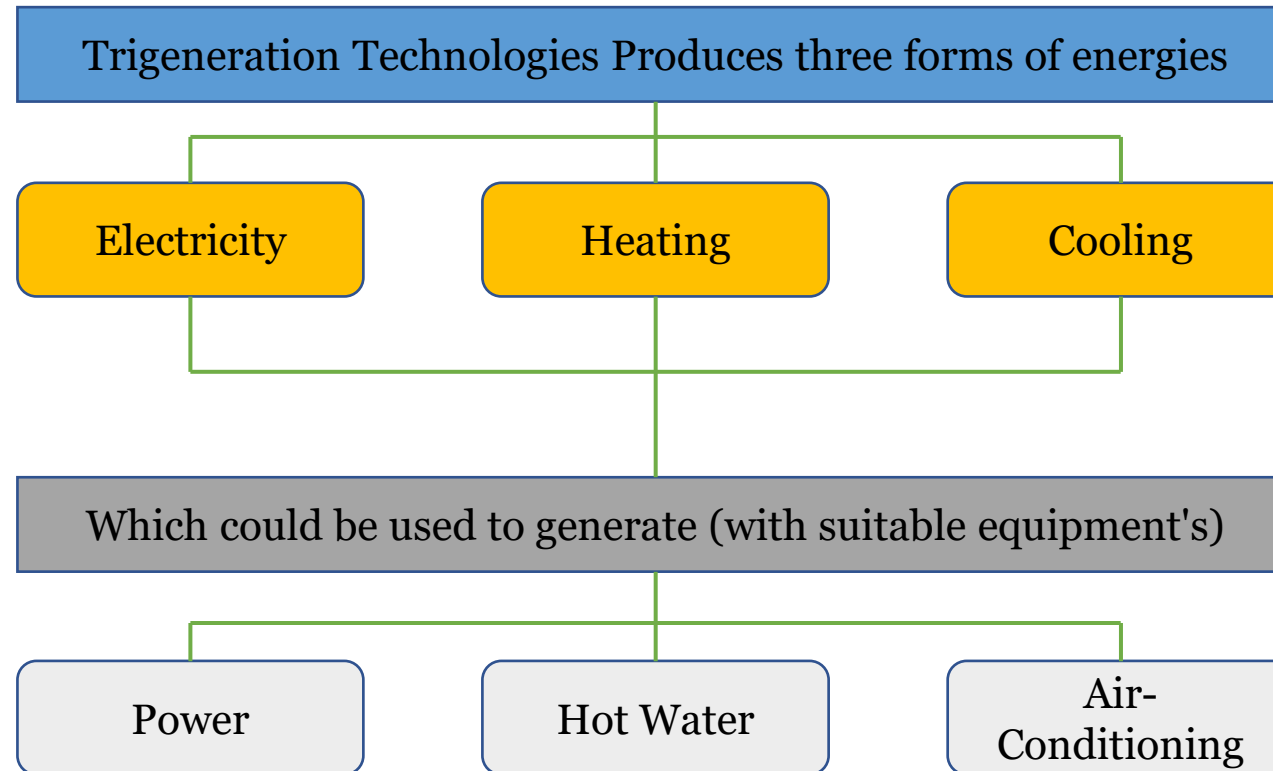 Trigeneration Technologies Produces three forms of energies
Electricity
Heating
Cooling
Which could be used to generate (with suitable equipment's)
Power
Hot Water
Air-
Conditioning